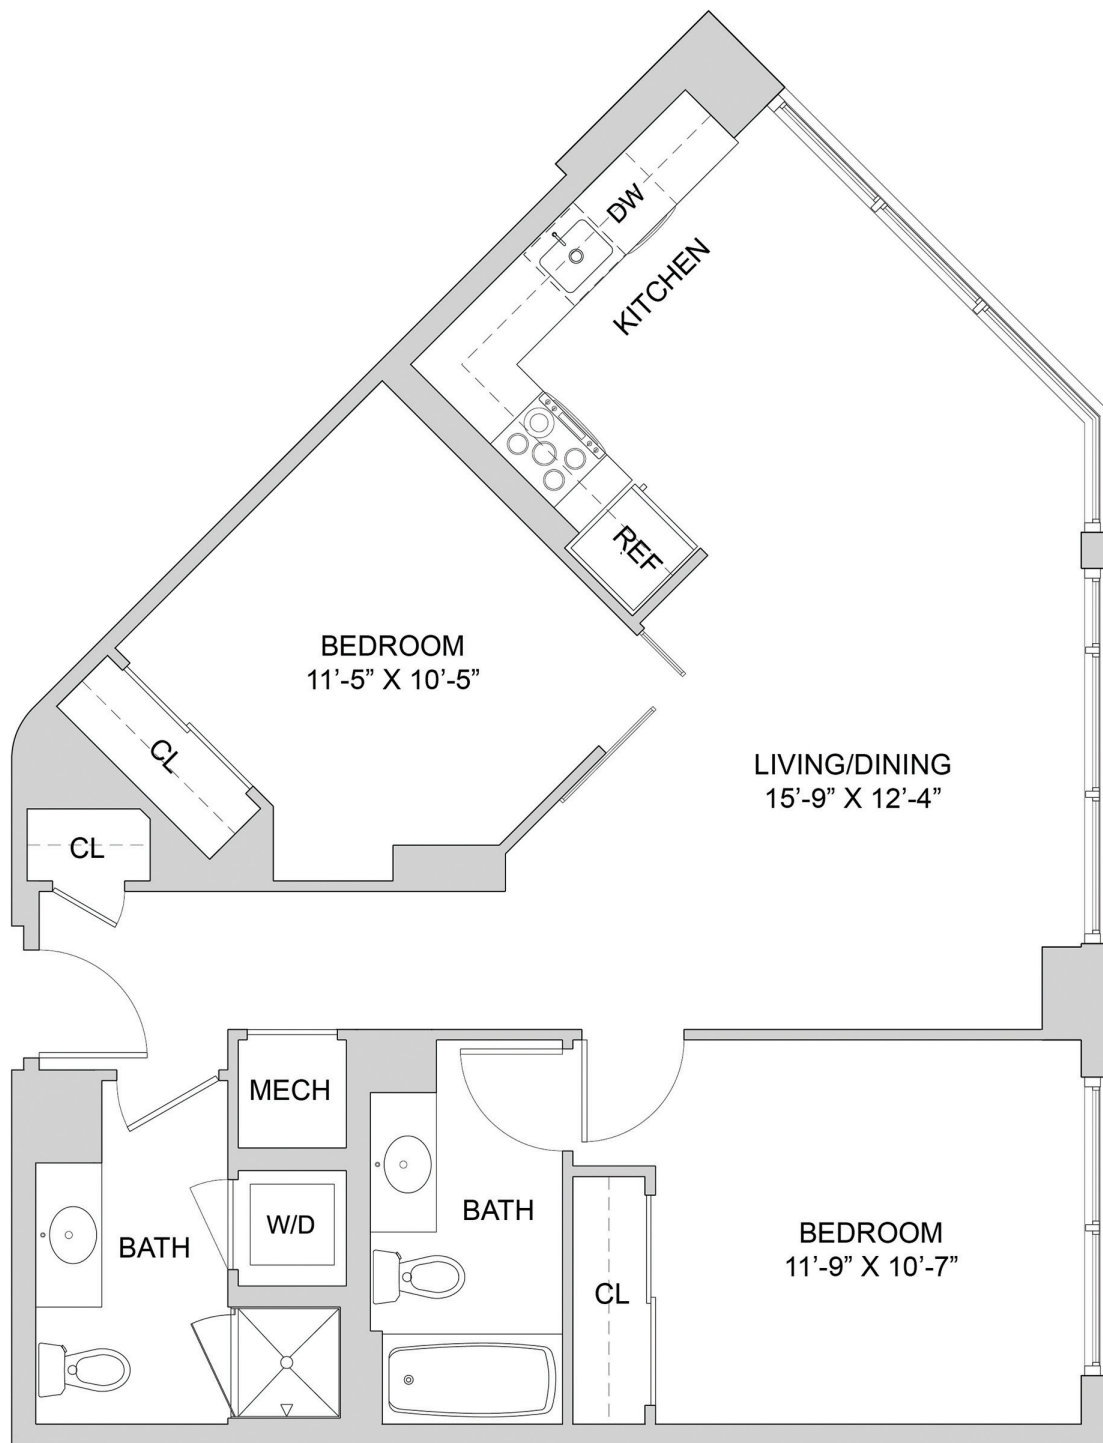 DW
KITCHEN
REF
BEDROOM
11’-5” X 10’-5”
CL
LIVING/DINING
15’-9” X 12’-4”
CL
MECH
W/D
BATH
BATH
BEDROOM
11’-9” X 10’-7”
CL